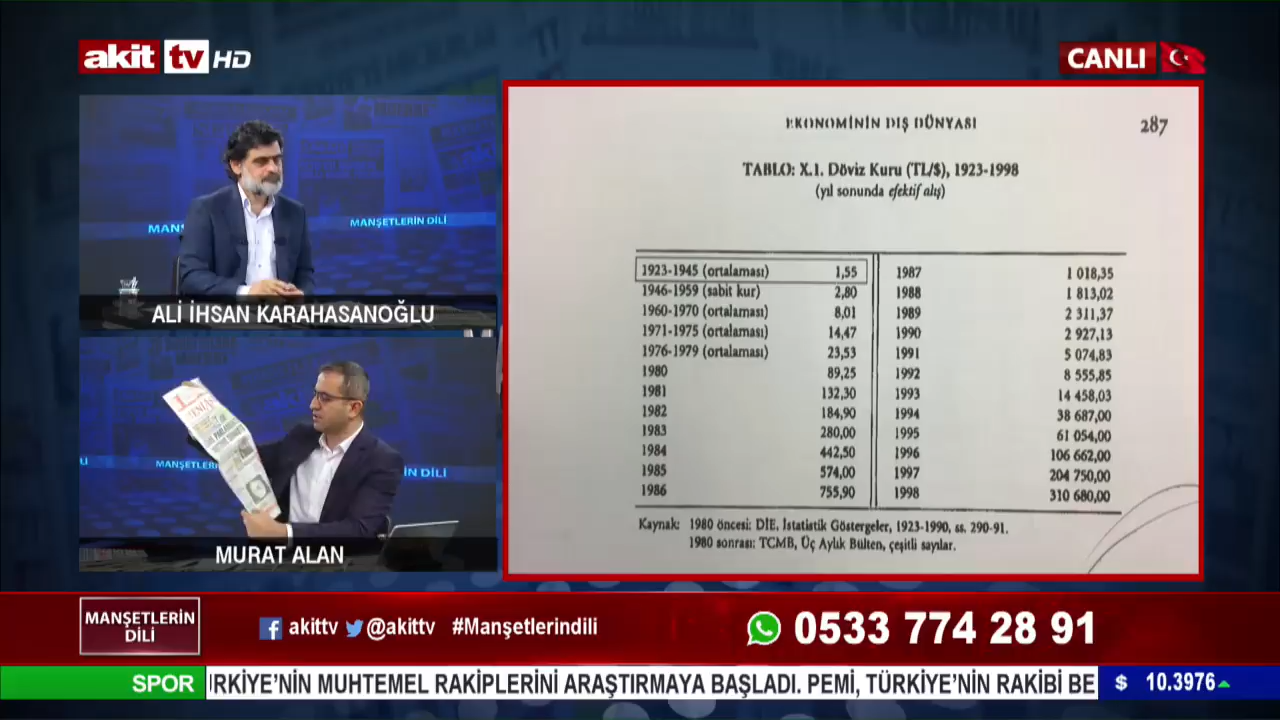 akit tv HD
CANLI
MANŞETLERİN DİLİ
ALİ İHSAN KARAHASANOĞLU
MANŞETLERİN DİLİ
MURAT ALAN
EKONOMİNİN DIŞ DÜNYASI
287
TABLO: X.1. Döviz Kuru (TL/$), 1923-1998
(yıl sonunda efektif alış)
1923-1945 (ortalaması) 1,55 1987 1 018,35
1946-1959 (sabit kur) 2,80 1988 1 813,02
1960-1970 (ortalaması) 8,01 1989 2 311,37
1971-1975 (ortalaması) 14,47 1990 2 927,13
1976-1979 (ortalaması) 23,53 1991 5 074,83
1980 89,25 1992 8 555,85
1981 132,30 1993 14 458,03
1982 184,90 1994 38 687,00
1983 280,00 1995 61 054,00
1984 442,50 1996 106 662,00
1985 574,00 1997 204 750,00
1986 755,90 1998 310 680,00
Kaynak: 1980 öncesi: DİE, İstatistik Göstergeler, 1923-1990, ss. 290-91.
1980 sonrası: TCMB, Üç Aylık Bülten, çeşitli sayılar.
MANŞETLERİN
DİLİ
akittv @akittv #Manşetlerindili
0533 774 28 91
SPOR
ÜRKİYE'NİN MUHTEMEL RAKİPLERİNİ ARAŞTIRMAYA BAŞLADI. PEMİ, TÜRKİYE'NİN RAKİBİ BE
$ 10.3976